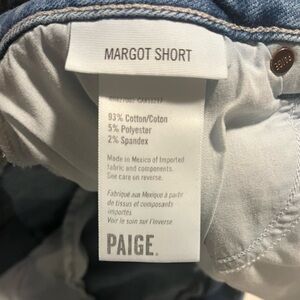 MARGOT SHORT
93% Cotton/Coton
5% Polyester
2% Spandex
Made in Mexico of Imported
fabric and components.
See care on reverse.
Fabriqué aux Mexique à partir
de tissus et composants
importés
Voir le soin sur l'inverse.
PAIGE.